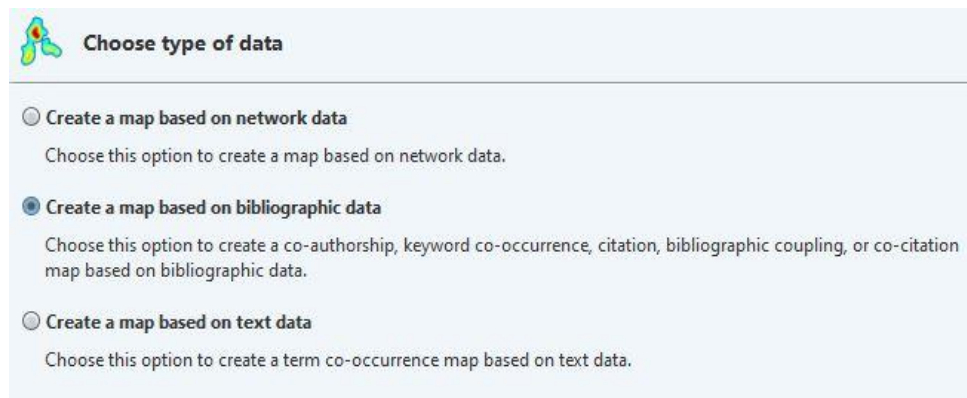 Choose type of data
Create a map based on network data
Choose this option to create a map based on network data.
Create a map based on bibliographic data
Choose this option to create a co-authorship, keyword co-occurrence, citation, bibliographic coupling, or co-citation
map based on bibliographic data.
Create a map based on text data
Choose this option to create a term co-occurrence map based on text data.